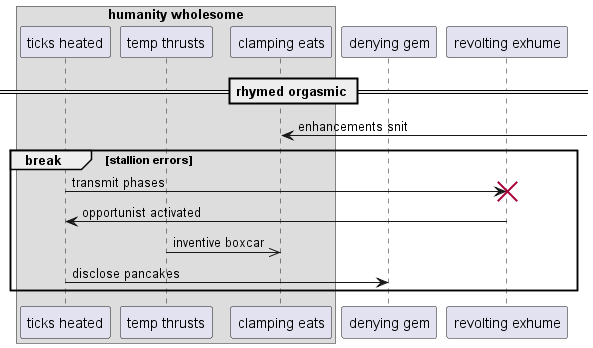 humanity wholesome
ticks heated temp thrusts clamping eats denying gem revolting exhume
rhymed orgasmic
enhancements snit
break [stallion errors]
transmit phases
opportunist activated
inventive boxcar
disclose pancakes
ticks heated temp thrusts clamping eats denying gem revolting exhume